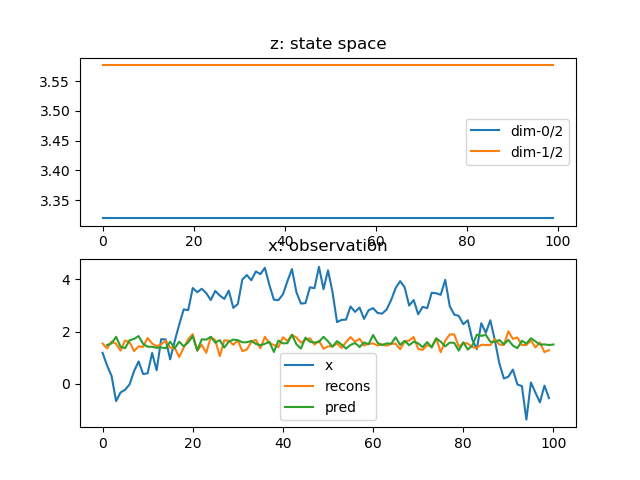 z: state space
3.55
3.50
3.45
3.40
3.35
dim-0/2
dim-1/2
0 20 40 60 80 100
x: observation
4
2
0
x
recons
pred
0 20 40 60 80 100